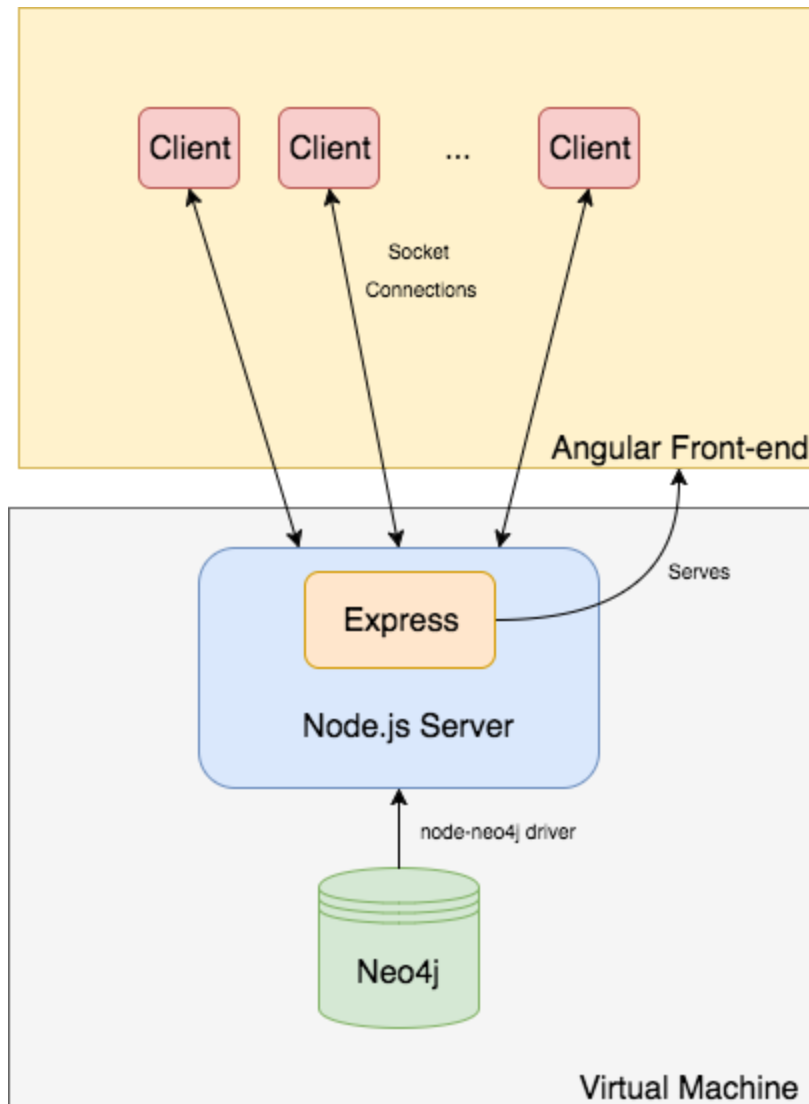 Client
Client
...
Client
Socket
Connections
Angular Front-end
Serves
Express
Node.js Server
node-neo4j driver
Neo4j
Virtual Machine